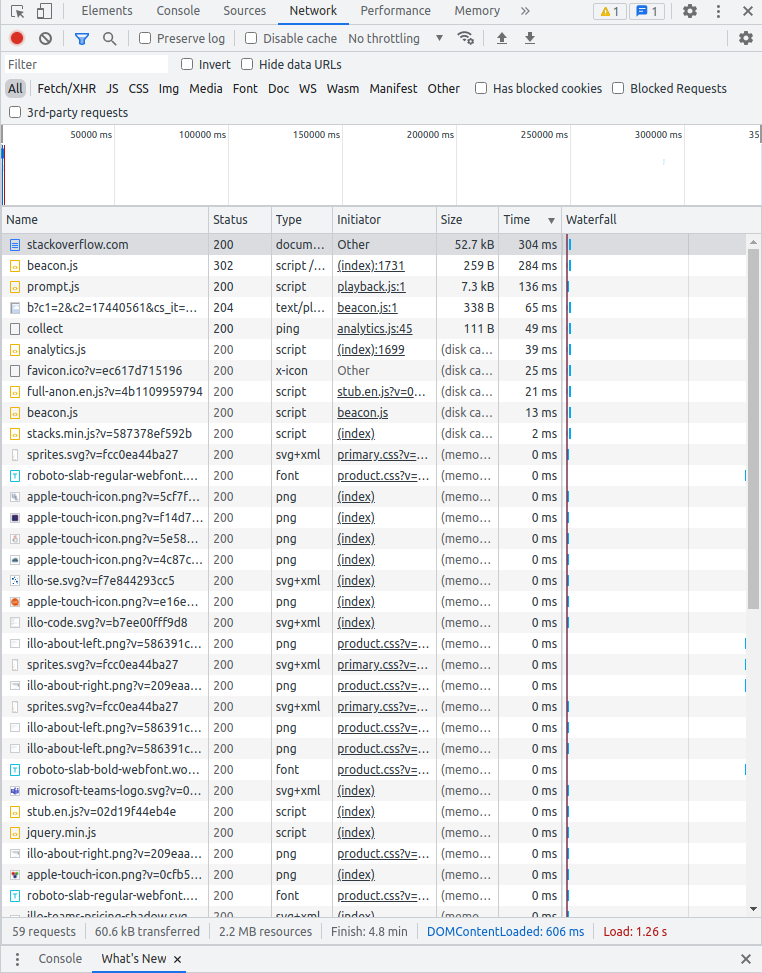 Elements Console Sources Network Performance Memory » 1 1
Preserve log Disable cache No throttling
Filter Invert Hide data URLs
All Fetch/XHR JS CSS Img Media Font Doc WS Wasm Manifest Other Has blocked cookies Blocked Requests
3rd-party requests
50000 ms 100000 ms 150000 ms 200000 ms 250000 ms 300000 ms 35
Name Status Type Initiator Size Time Waterfall
stackoverflow.com 200 docum… Other 52.7 kB 304 ms
beacon.js 302 script /… (index):1731 259 B 284 ms
prompt.js 200 script playback.js:1 7.3 kB 136 ms
b?c1=2&c2=17440561&cs_it=… 204 text/pl… beacon.js:1 338 B 65 ms
collect 200 ping analytics.js:45 111 B 49 ms
analytics.js 200 script (index):1699 (disk ca… 39 ms
favicon.ico?v=ec617d715196 200 x-icon Other (disk ca… 25 ms
full-anon.en.js?v=4b1109959794 200 script stub.en.js?v=0… (disk ca… 21 ms
beacon.js 200 script beacon.js (disk ca… 13 ms
stacks.min.js?v=587378ef592b 200 script (index) (disk ca… 2 ms
sprites.svg?v=fcc0ea44ba27 200 svg+xml primary.css?v=… (memo… 0 ms
roboto-slab-regular-webfont.… 200 font product.css?v=… (memo… 0 ms
apple-touch-icon.png?v=5cf7f… 200 png (index) (memo… 0 ms
apple-touch-icon.png?v=f14d7… 200 png (index) (memo… 0 ms
apple-touch-icon.png?v=5e58… 200 png (index) (memo… 0 ms
apple-touch-icon.png?v=4c87c… 200 png (index) (memo… 0 ms
illo-se.svg?v=f7e844293cc5 200 svg+xml (index) (memo… 0 ms
apple-touch-icon.png?v=e16e… 200 png (index) (memo… 0 ms
illo-code.svg?v=b7ee00fff9d8 200 svg+xml (index) (memo… 0 ms
illo-about-left.png?v=586391c… 200 png product.css?v=… (memo… 0 ms
sprites.svg?v=fcc0ea44ba27 200 svg+xml primary.css?v=… (memo… 0 ms
illo-about-right.png?v=209eaa… 200 png product.css?v=… (memo… 0 ms
sprites.svg?v=fcc0ea44ba27 200 svg+xml primary.css?v=… (memo… 0 ms
illo-about-left.png?v=586391c… 200 png product.css?v=… (memo… 0 ms
illo-about-left.png?v=586391c… 200 png product.css?v=… (memo… 0 ms
roboto-slab-bold-webfont.wo… 200 font product.css?v=… (memo… 0 ms
microsoft-teams-logo.svg?v=0… 200 svg+xml (index) (memo… 0 ms
stub.en.js?v=02d19f44eb4e 200 script (index) (memo… 0 ms
jquery.min.js 200 script (index) (memo… 0 ms
illo-about-right.png?v=209eaa… 200 png product.css?v=… (memo… 0 ms
apple-touch-icon.png?v=0cfb5… 200 png (index) (memo… 0 ms
roboto-slab-regular-webfont.… 200 font product.css?v=… (memo… 0 ms
illo-teams-pricing-shadow.svg… 200 svg+xml (index) (memo… 0 ms
59 requests 60.6 kB transferred 2.2 MB resources Finish: 4.8 min DOMContentLoaded: 606 ms Load: 1.26 s
Console What's New